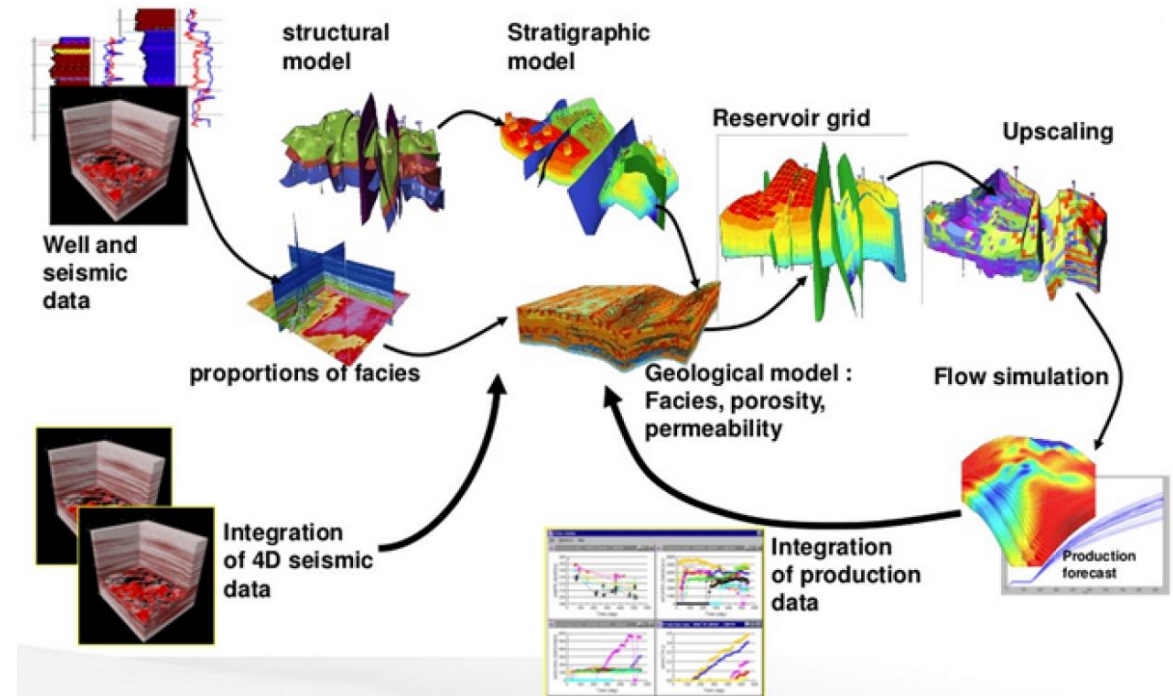 structural
model
Stratigraphic
model
Reservoir grid
Upscaling
Well and
seismic
data
proportions of facies
Geological model :
Facies, porosity,
permeability
Flow simulation
Integration
of 4D seismic
data
Integration
of production
data
Production
forecast